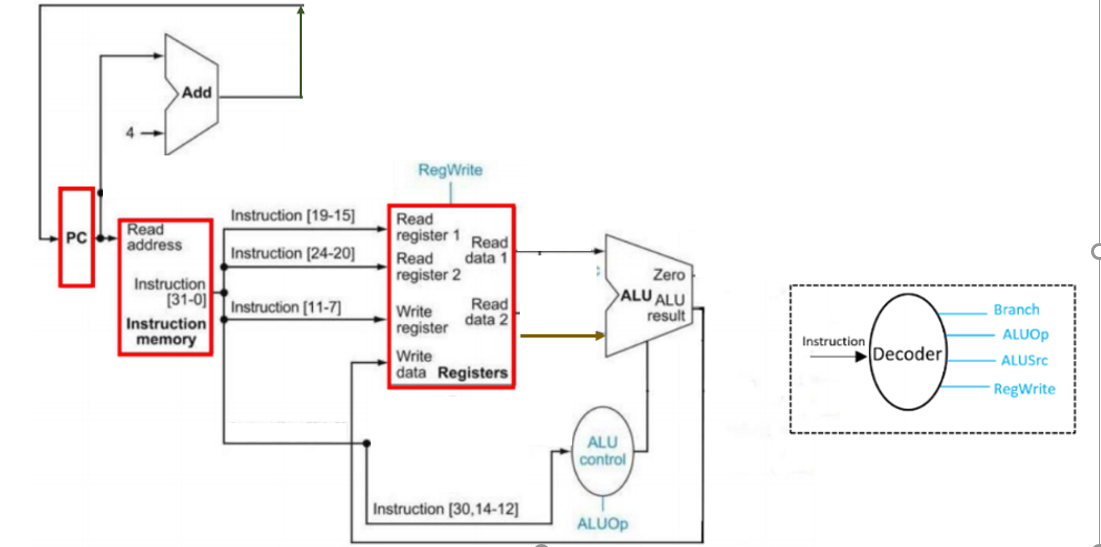 Add
4
RegWrite
PC
Read
address
Instruction
[31-0]
Instruction
memory
Instruction [19-15]
Instruction [24-20]
Instruction [11-7]
Read
register 1
Read
data 1
Read
register 2
Write
register
Read
data 2
Write
data Registers
Zero
ALU ALU
result
ALU
control
Instruction [30,14-12]
ALUOp
Instruction
Decoder
Branch
ALUOp
ALUSrc
RegWrite